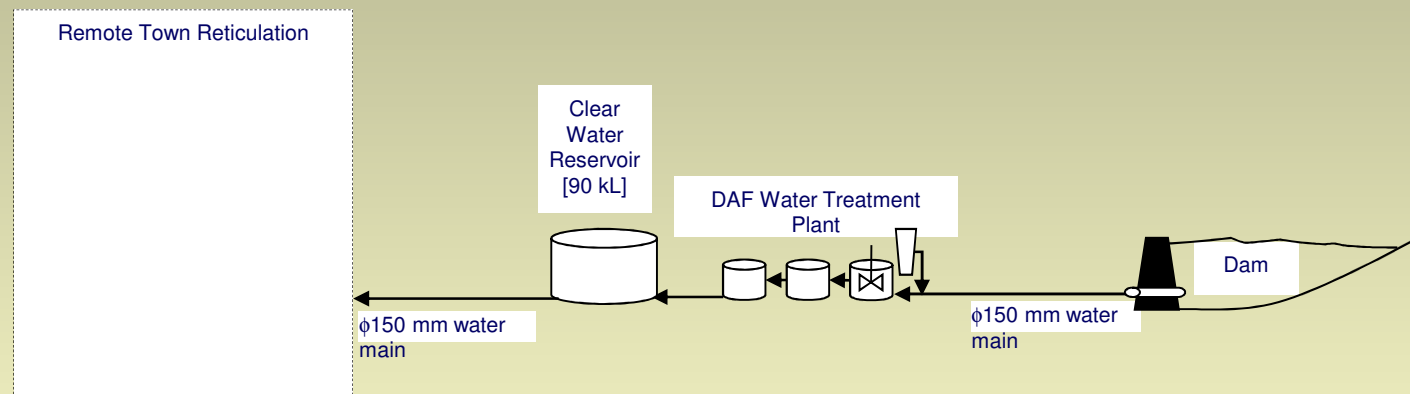 Remote Town Reticulation
Clear
Water
Reservoir
[90 kL]
DAF Water Treatment
Plant
Dam
ϕ150 mm water
main
ϕ150 mm water
main